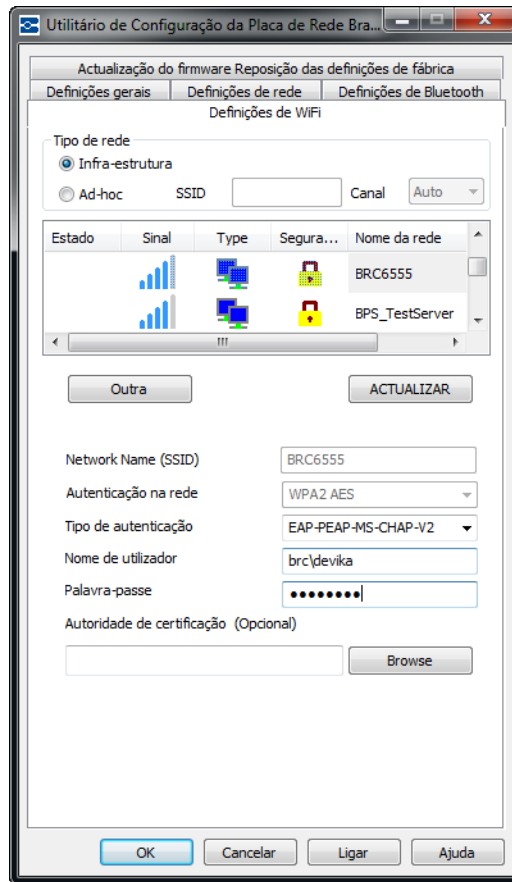 Utilitário de Configuração da Placa de Rede Bra...
Actualização do firmware Reposição das definições de fábrica
Definições gerais Definições de rede Definições de Bluetooth
Definições de WiFi
Tipo de rede
Infra-estrutura
Ad-hoc SSID Canal Auto
Estado Sinal Type Segura... Nome da rede
BRC6555
BPS_TestServer
Outra ACTUALIZAR
Network Name (SSID) BRC6555
Autenticação na rede WPA2 AES
Tipo de autenticação EAP-PEAP-MS-CHAP-V2
Nome de utilizador brc\devika
Palavra-passe ●●●●●●●●
Autoridade de certificação (Opcional)
Browse
OK Cancelar Ligar Ajuda